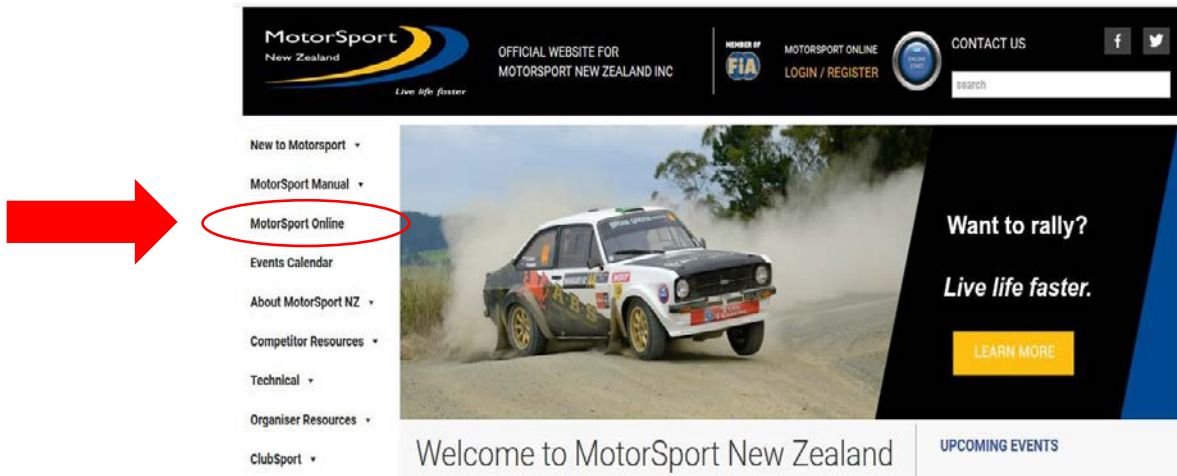 MotorSport
New Zealand
Live life faster
OFFICIAL WEBSITE FOR
MOTORSPORT NEW ZEALAND INC
MEMBER OF
FIA
MOTORSPORT ONLINE
LOGIN / REGISTER
CONTACT US
f
search
New to Motorsport
MotorSport Manual
MotorSport Online
Events Calendar
About MotorSport NZ
Competitor Resources
Technical
Organiser Resources
ClubSport
Want to rally?
Live life faster.
LEARN MORE
Welcome to MotorSport New Zealand
UPCOMING EVENTS